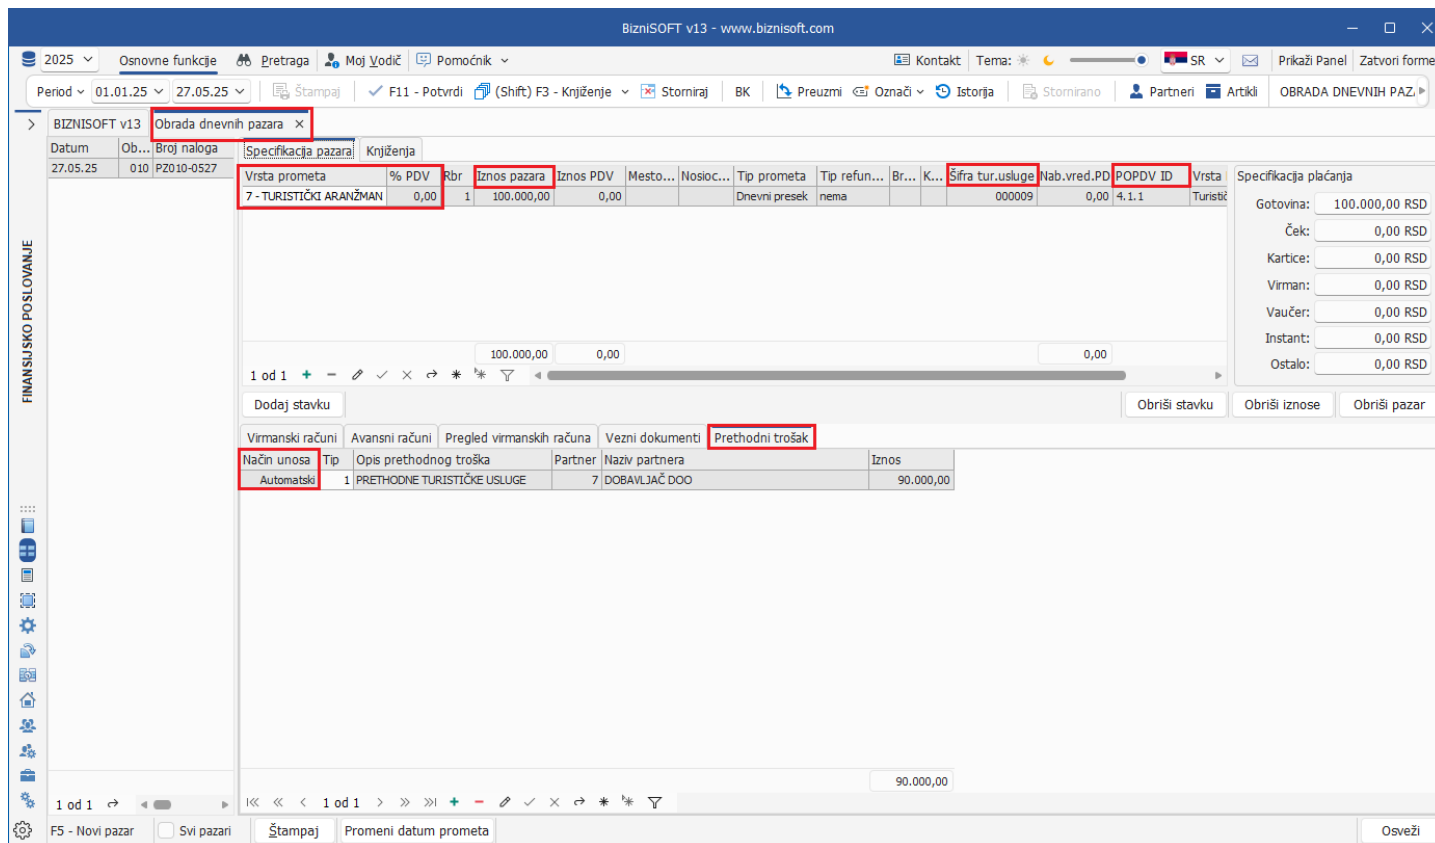 BizniSOFT v13 - www.biznisoft.com
2025 Osnovne funkcije Pretraga Moj Vodič Pomoćnik Kontakt Tema: SR Prikaži Panel Zatvori forme
Period 01.01.25 27.05.25 Štampaj F11 - Potvrdi (Shift) F3 - Knjiženje Storniraj BK Preuzmi Označi Istorija Stornirano Partneri Artikli OBRADA DNEVNIH PAZ
BIZNISOFT v13 Obrada dnevnih pazara
Datum Ob... Broj naloga
27.05.25 010 PZ010-0527
Specifikacija pazara Knjiženja
Vrsta prometa % PDV Rbr Iznos pazara Iznos PDV Mesto... Nosioc... Tip prometa Tip refun... Br... K... Šifra tur.usluge Nab.vred.PD POPDV ID Vrsta
7 - TURISTIČKI ARANŽMAN 0,00 1 100.000,00 0,00 Dnevni presek nema 000009 0,00 4.1.1 Turistič
100.000,00 0,00 0,00
1 od 1
Specifikacija plaćanja
Gotovina: 100.000,00 RSD
Ček: 0,00 RSD
Kartice: 0,00 RSD
Virman: 0,00 RSD
Vaučer: 0,00 RSD
Instant: 0,00 RSD
Ostalo: 0,00 RSD
Dodaj stavku Obriši stavku Obriši iznose Obriši pazar
Virmanski računi Avansni računi Pregled virmanskih računa Vezni dokumenti Prethodni trošak
Način unosa Tip Opis prethodnog troška Partner Naziv partnera Iznos
Automatski 1 PRETHODNE TURISTIČKE USLUGE 7 DOBAVLJAČ DOO 90.000,00
90.000,00
FINANSIJSKO POSLOVANJE
1 od 1
1 od 1
F5 - Novi pazar Svi pazari Štampaj Promeni datum prometa Osveži